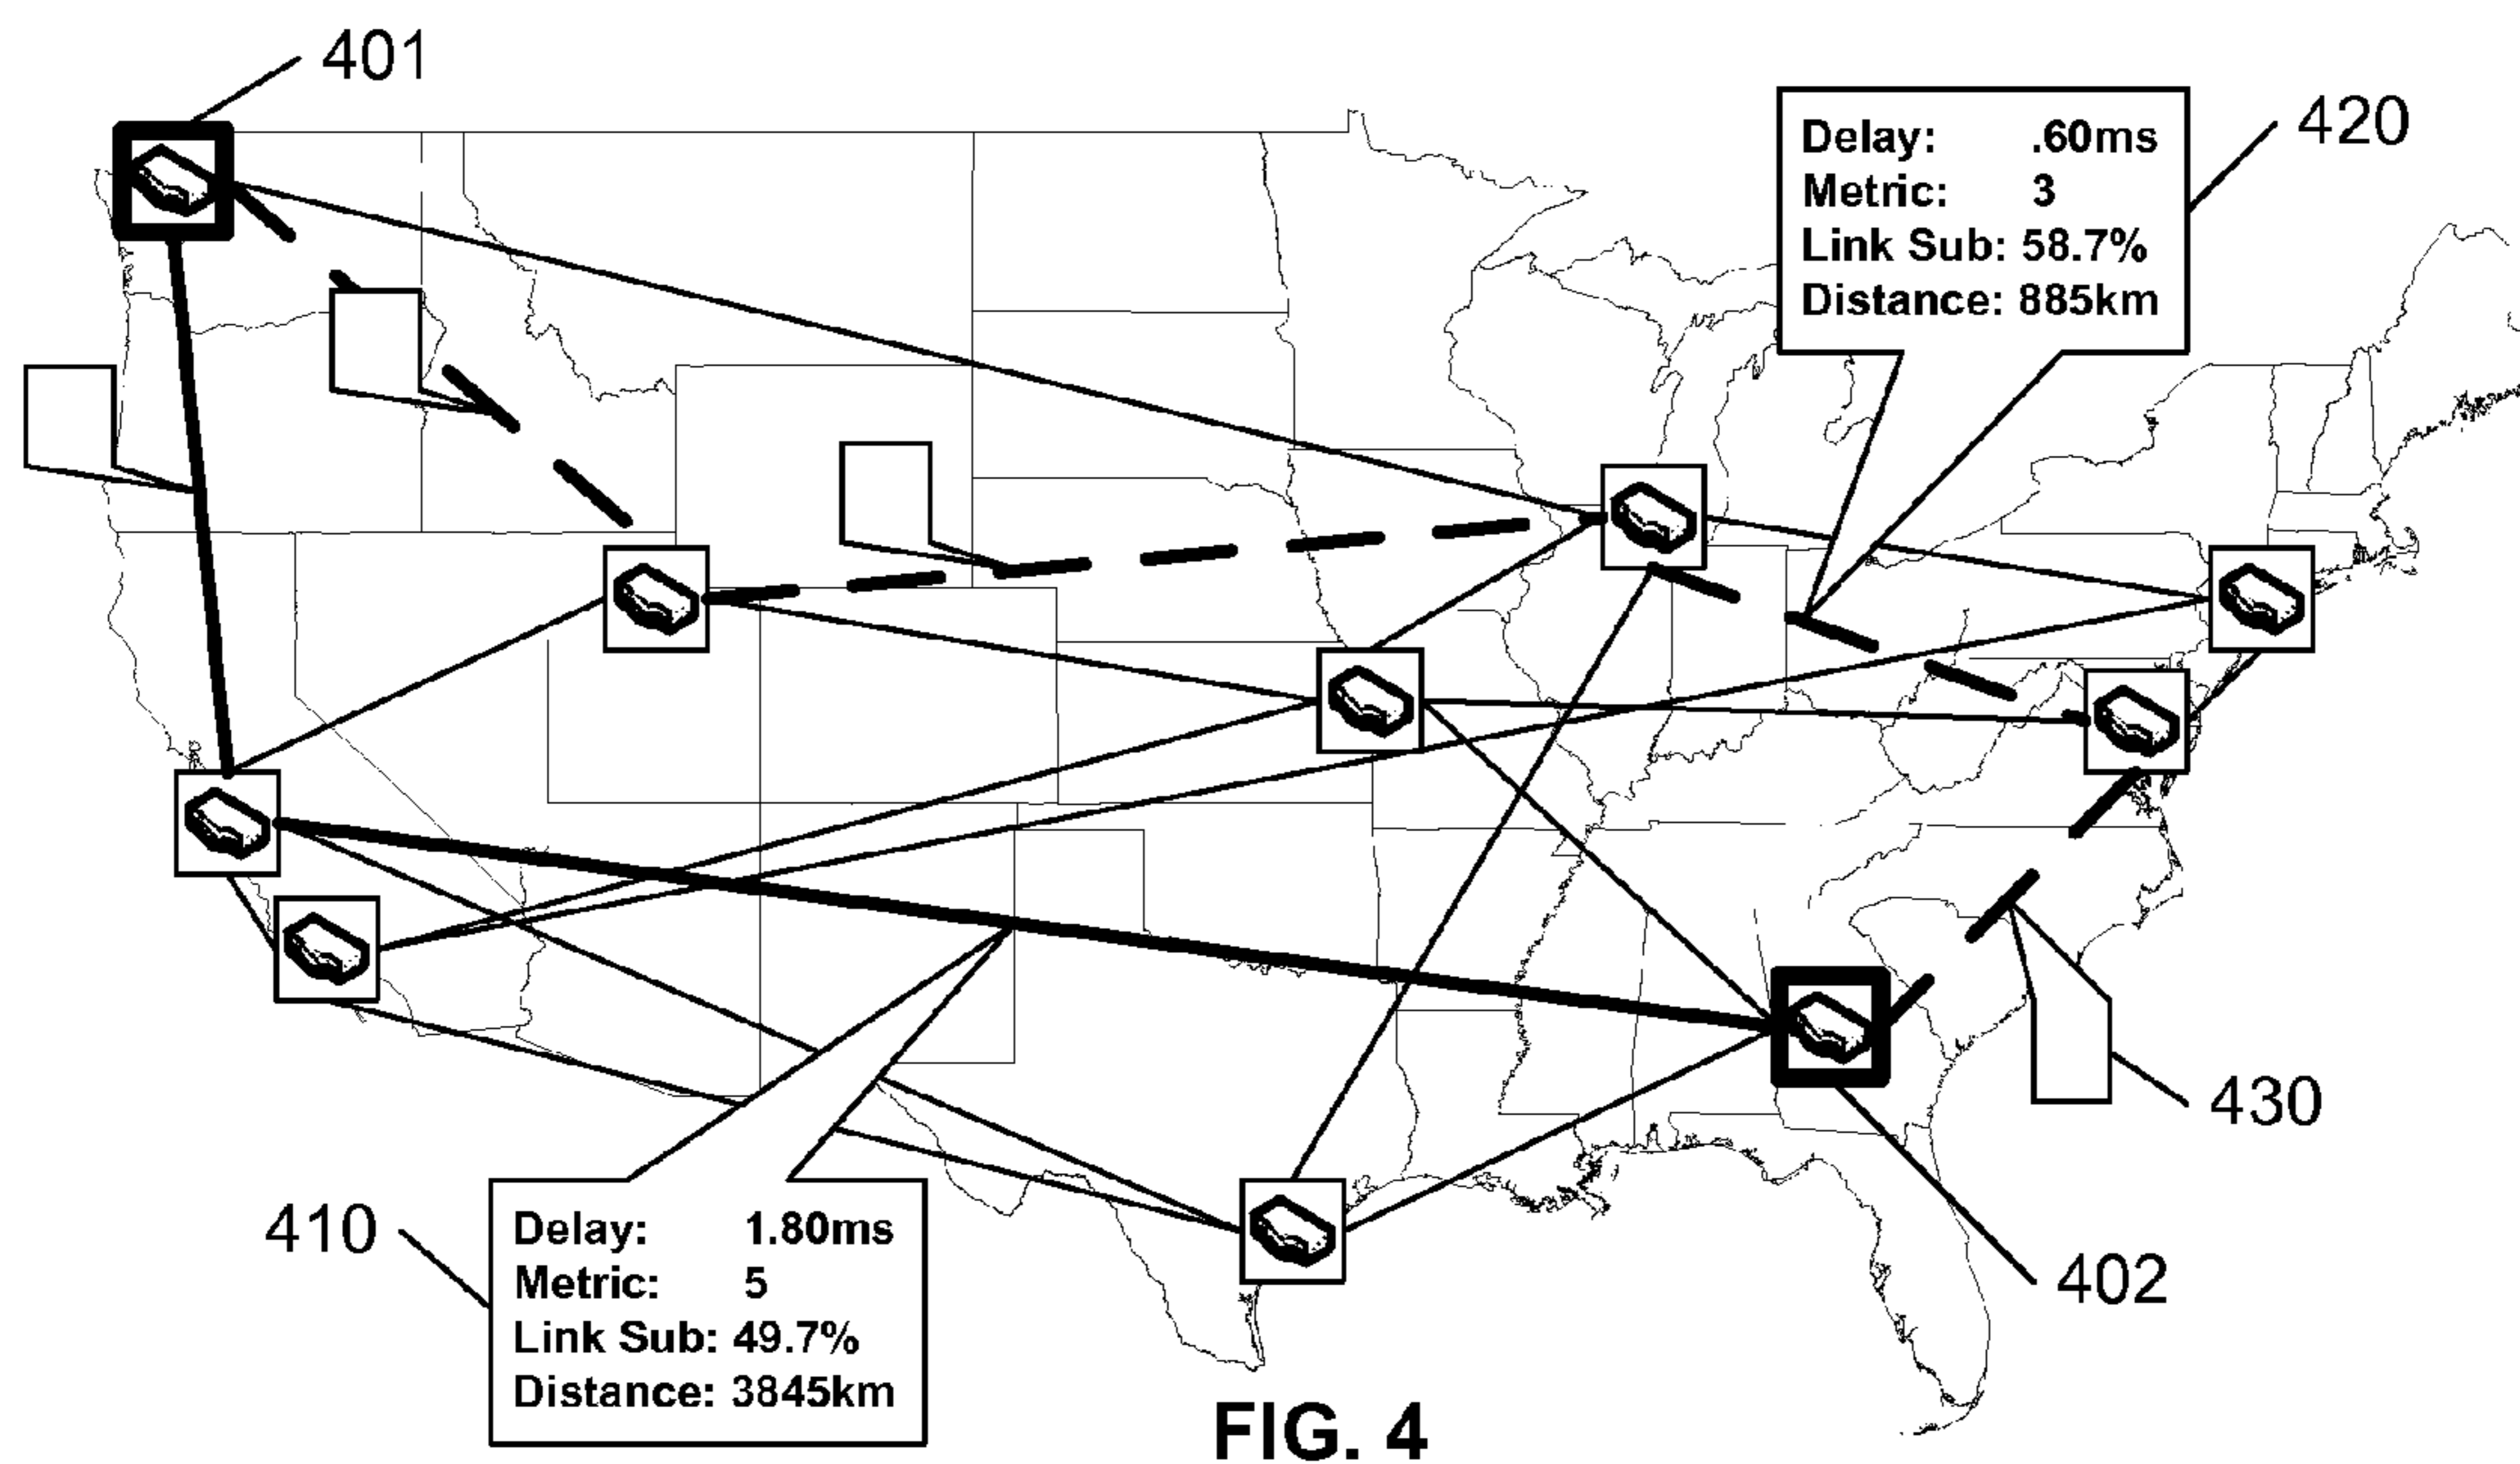 401
420
Delay: .60ms
Metric: 3
Link Sub: 58.7%
Distance: 885km
430
410
Delay: 1.80ms
Metric: 5
Link Sub: 49.7%
Distance: 3845km
402
FIG. 4